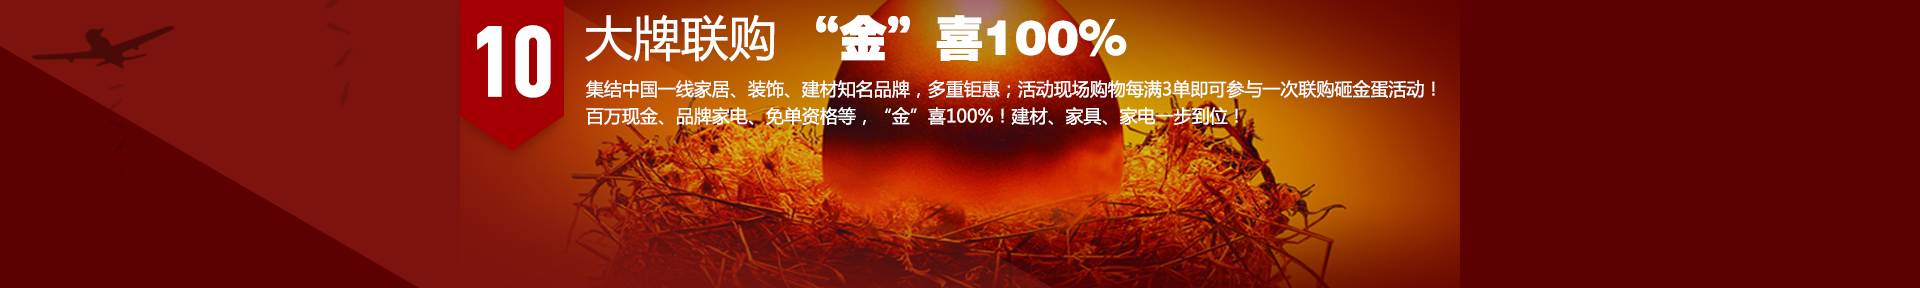 10
大牌联购 “金”喜100%
集结中国一线家居、装饰、建材知名品牌，多重钜惠；活动现场购物每满3单即可参与一次联购砸金蛋活动！
百万现金、品牌家电、免单资格等，“金”喜100%！建材、家具、家电一步到位！